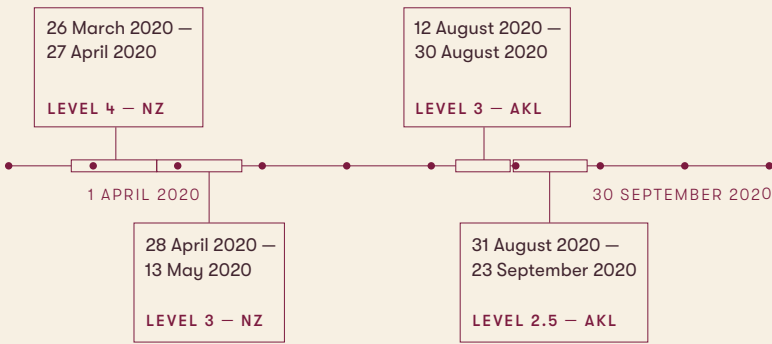 26 March 2020 —
27 April 2020
LEVEL 4 — NZ
12 August 2020 —
30 August 2020
LEVEL 3 — AKL
1 APRIL 2020
30 SEPTEMBER 2020
28 April 2020 —
13 May 2020
LEVEL 3 — NZ
31 August 2020 —
23 September 2020
LEVEL 2.5 — AKL